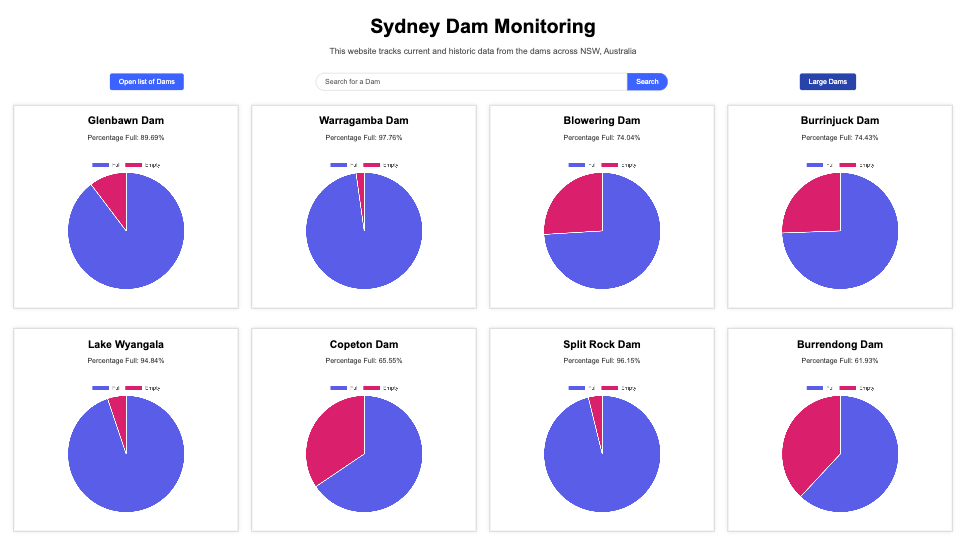 Sydney Dam Monitoring
This website tracks current and historic data from the dams across NSW, Australia
Open list of Dams
Search for a Dam
Search
Large Dams
Glenbawn Dam
Percentage Full: 89.69%
Full Empty
Warragamba Dam
Percentage Full: 97.76%
Full Empty
Blowering Dam
Percentage Full: 74.04%
Full Empty
Burrinjuck Dam
Percentage Full: 74.43%
Full Empty
Lake Wyangala
Percentage Full: 94.84%
Full Empty
Copeton Dam
Percentage Full: 65.55%
Full Empty
Split Rock Dam
Percentage Full: 96.15%
Full Empty
Burrendong Dam
Percentage Full: 61.93%
Full Empty